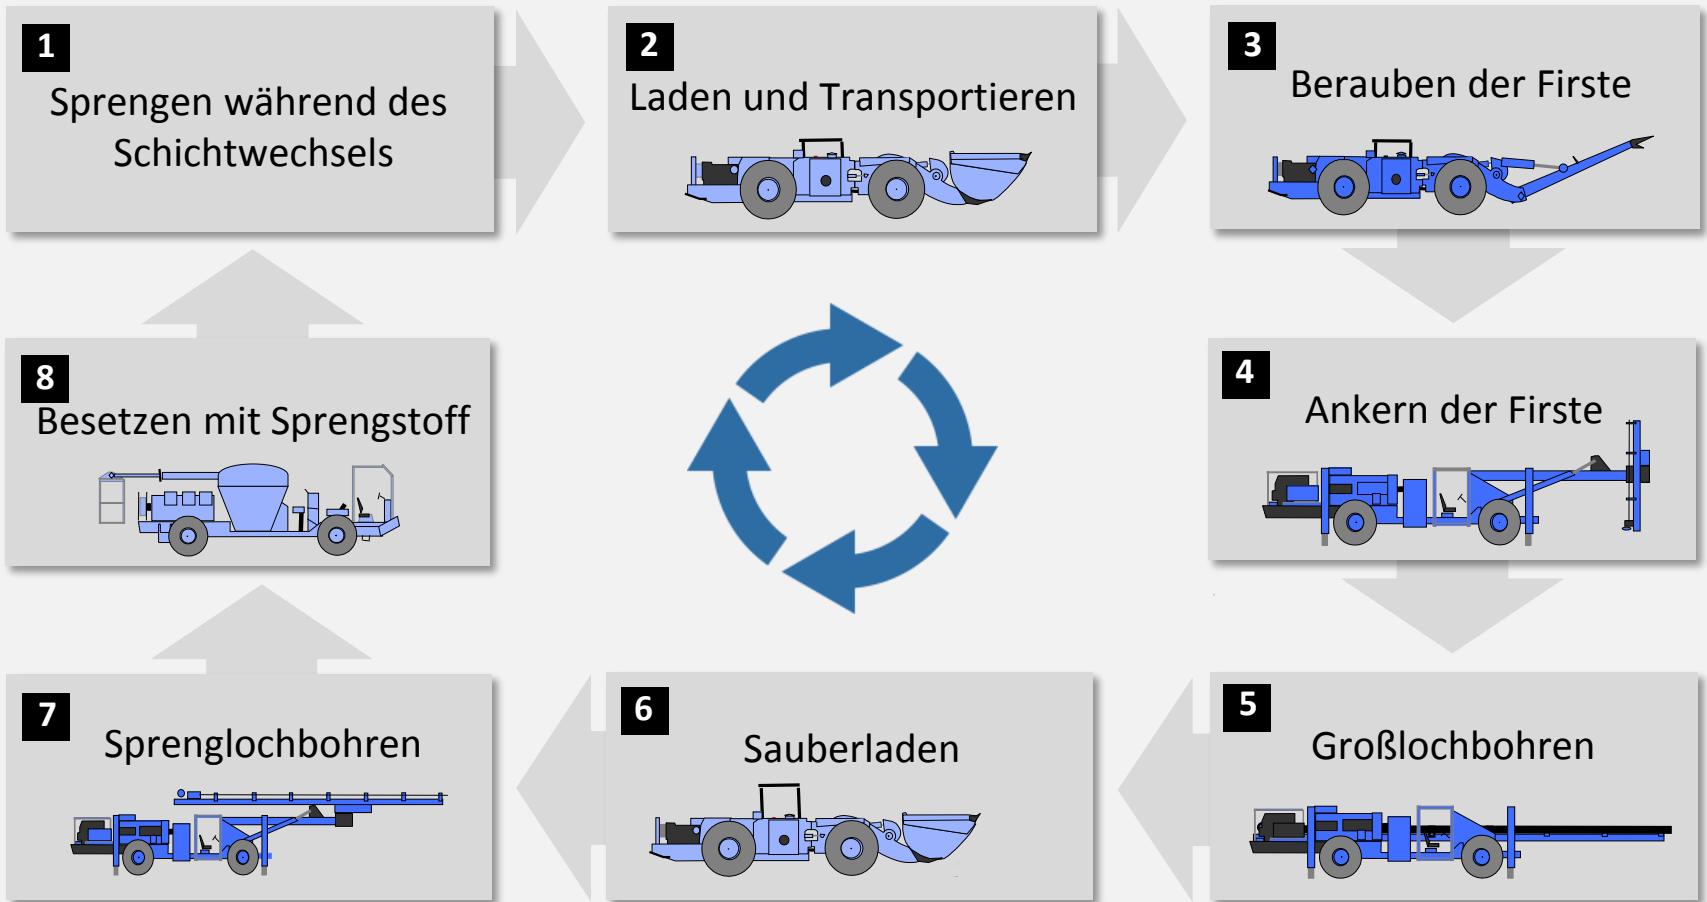 1
Sprengen während des
Schichtwechsels
2
Laden und Transportieren
3
Berauben der Firste
4
Ankern der Firste
5
Großlochbohren
6
Sauberladen
7
Sprenglochbohren
8
Besetzen mit Sprengstoff